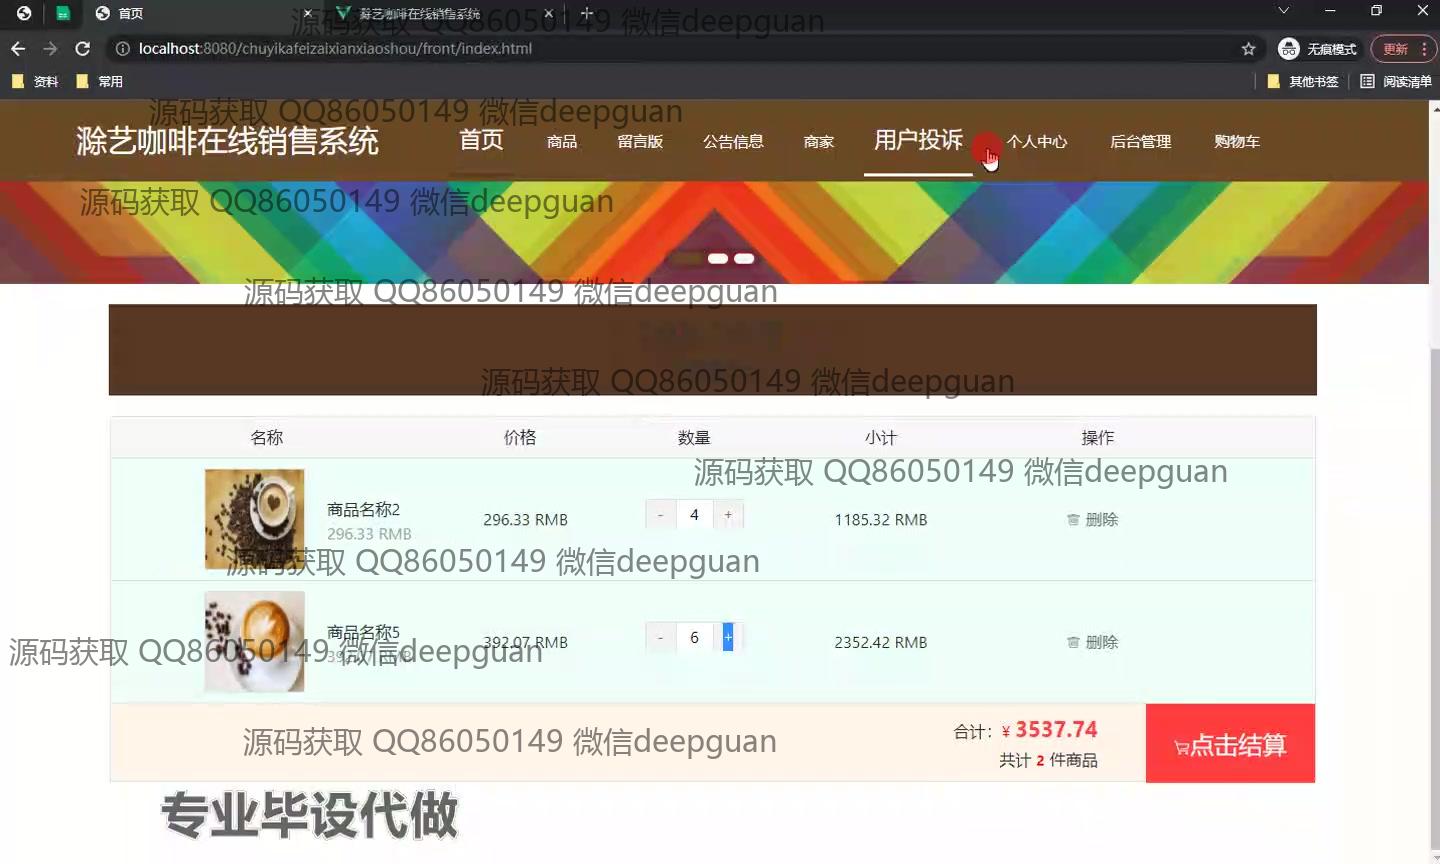 首页
滁艺咖啡在线销售系统
源码获取 QQ86050149 微信deepguan
localhost:8080/chuyikafeizaixianxiaoshou/front/index.html
无痕模式
更新
资料
常用
其他书签
阅读清单
源码获取 QQ86050149 微信deepguan
滁艺咖啡在线销售系统
首页
商品
留言版
公告信息
商家
用户投诉
个人中心
后台管理
购物车
源码获取 QQ86050149 微信deepguan
源码获取 QQ86050149 微信deepguan
源码获取 QQ86050149 微信deepguan
名称
价格
数量
小计
操作
源码获取 QQ86050149 微信deepguan
商品名称2
296.33 RMB
296.33 RMB
- 4 +
1185.32 RMB
删除
源码获取 QQ86050149 微信deepguan
商品名称5
392.07 RMB
- 6 +
2352.42 RMB
删除
源码获取 QQ86050149 微信deepguan
合计: ¥ 3537.74
共计 2 件商品
点击结算
源码获取 QQ86050149 微信deepguan
专业毕设代做